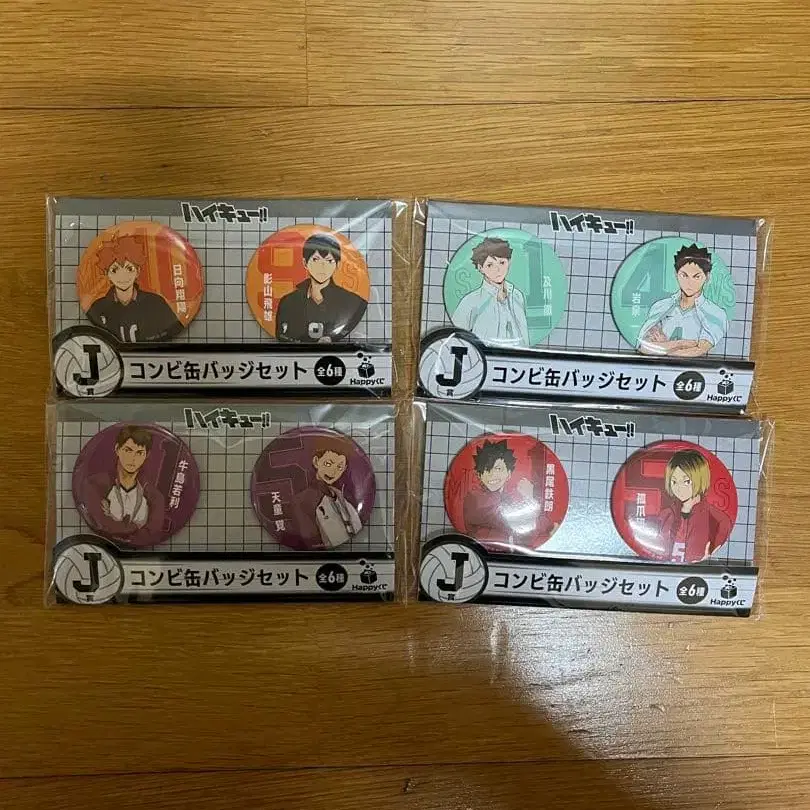 ハイキュー!!
日向翔陽
影山飛雄
J賞
コンビ缶バッジセット 全6種
Happyくじ
ハイキュー!!
及川徹
岩泉
J賞
コンビ缶バッジセット 全6種
Happyくじ
ハイキュー!!
牛島若利
天童覚
J賞
コンビ缶バッジセット 全6種
Happyくじ
ハイキュー!!
黒尾鉄朗
孤爪
5
J賞
コンビ缶バッジセット 全6種
Happyくじ